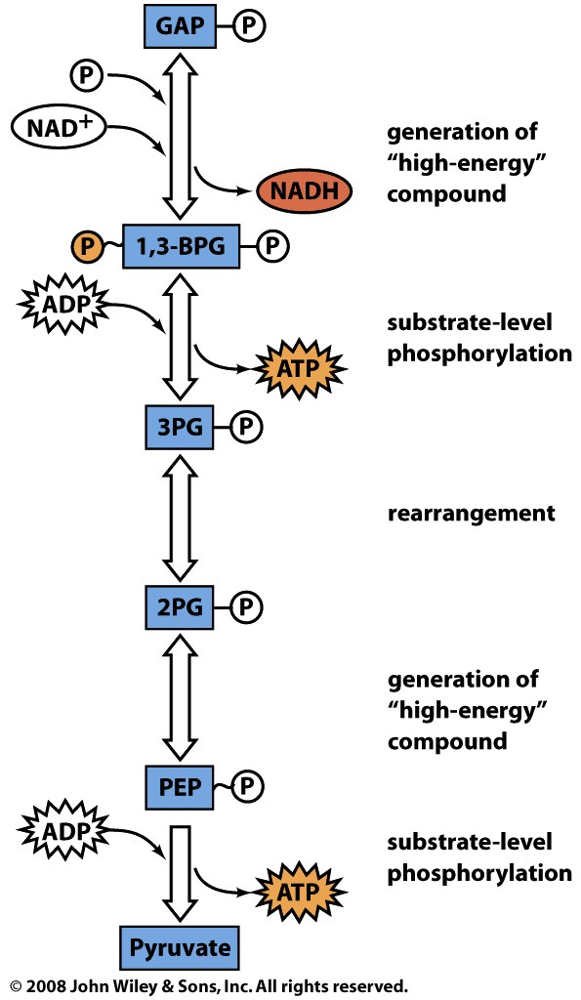 GAP P
P
NAD+
generation of
“high-energy”
compound
NADH
P 1,3-BPG P
ADP
substrate-level
phosphorylation
ATP
3PG P
rearrangement
2PG P
generation of
“high-energy”
compound
PEP P
ADP
substrate-level
phosphorylation
ATP
Pyruvate
© 2008 John Wiley & Sons, Inc. All rights reserved.